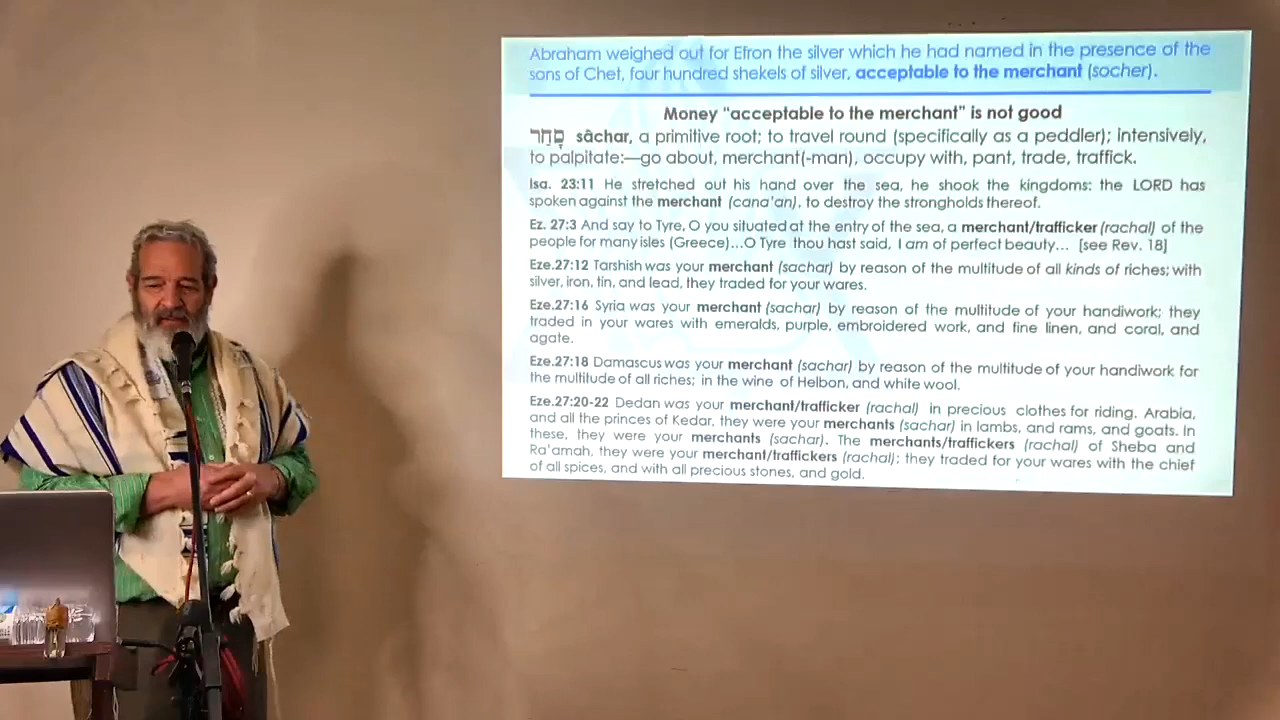 Abraham weighed out for Efron the silver which he had named in the presence of the
sons of Chet, four hundred shekels of silver, acceptable to the merchant (socher).
Money “acceptable to the merchant” is not good
סָחַר sâchar, a primitive root; to travel round (specifically as a peddler); intensively,
to palpitate:—go about, merchant(-man), occupy with, pant, trade, traffick.
Isa. 23:11 He stretched out his hand over the sea, he shook the kingdoms: the LORD has
spoken against the merchant (cana’an), to destroy the strongholds thereof.
Ez. 27:3 And say to Tyre, O you situated at the entry of the sea, a merchant/trafficker (rachal) of the
people for many isles (Greece)…O Tyre thou hast said, I am of perfect beauty… [see Rev. 18]
Eze.27:12 Tarshish was your merchant (sachar) by reason of the multitude of all kinds of riches; with
silver, iron, tin, and lead, they traded for your wares.
Eze.27:16 Syria was your merchant (sachar) by reason of the multitude of your handiwork: they
traded in your wares with emeralds, purple, embroidered work, and fine linen, and coral, and
agate.
Eze.27:18 Damascus was your merchant (sachar) by reason of the multitude of your handiwork for
the multitude of all riches; in the wine of Helbon, and white wool.
Eze.27:20-22 Dedan was your merchant/trafficker (rachal) in precious clothes for riding. Arabia,
and all the princes of Kedar, they were your merchants (sachar) in lambs, and rams, and goats. In
these, they were your merchants (sachar). The merchants/traffickers (rachal) of Sheba and
Ra’amah, they were your merchant/traffickers (rachal); they traded for your wares with the chief
of all spices, and with all precious stones, and gold.